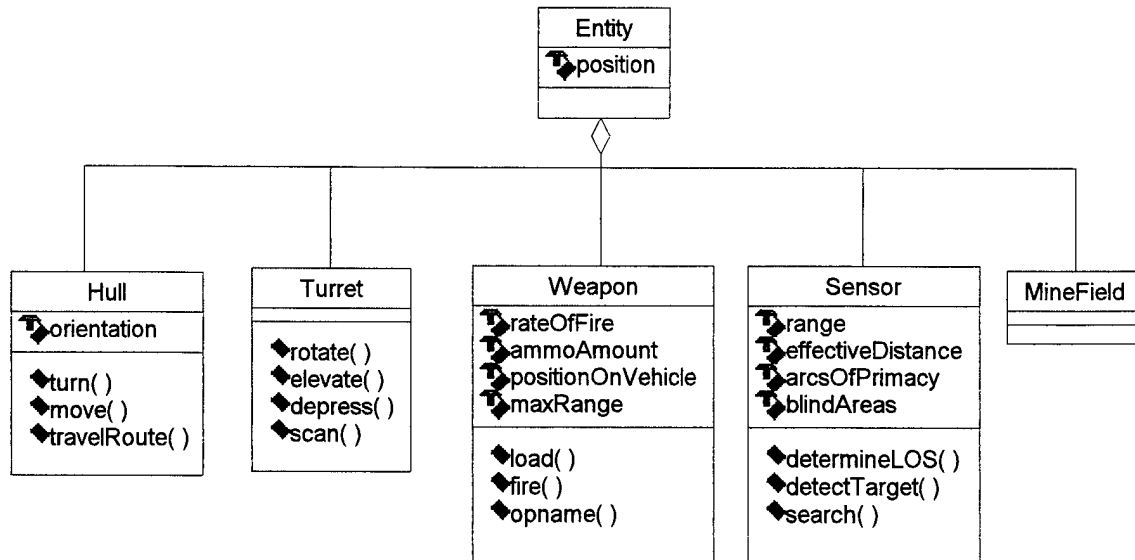 Entity
position
Hull
orientation
turn( )
move( )
travelRoute( )
Turret
rotate( )
elevate( )
depress( )
scan( )
Weapon
rateOfFire
ammoAmount
positionOnVehicle
maxRange
load( )
fire( )
opname( )
Sensor
range
effectiveDistance
arcsOfPrimacy
blindAreas
determineLOS( )
detectTarget( )
search( )
MineField